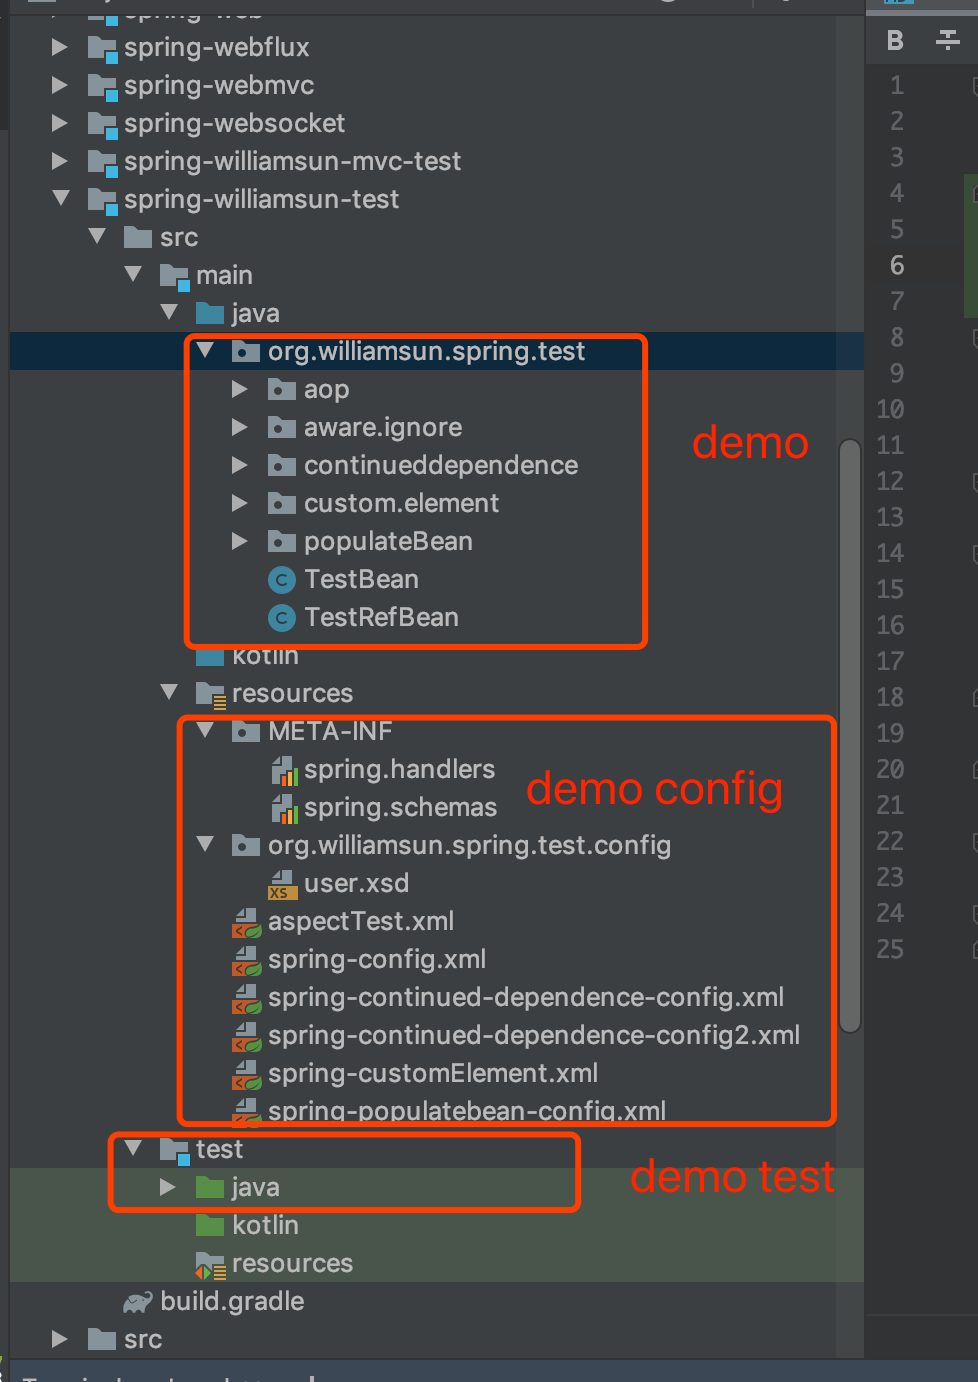 spring-web
spring-webflux
spring-webmvc
spring-websocket
spring-williamsun-mvc-test
spring-williamsun-test
src
main
java
org.williamsun.spring.test
aop
aware.ignore
continueddependence
custom.element
populateBean
TestBean
TestRefBean
demo
kotlin
resources
META-INF
spring.handlers
spring.schemas
demo config
org.williamsun.spring.test.config
user.xsd
aspectTest.xml
spring-config.xml
spring-continued-dependence-config.xml
spring-continued-dependence-config2.xml
spring-customElement.xml
spring-populatebean-config.xml
test
java
demo test
kotlin
resources
build.gradle
src
B
1
2
3
4
5
6
7
8
9
10
11
12
13
14
15
16
17
18
19
20
21
22
23
24
25